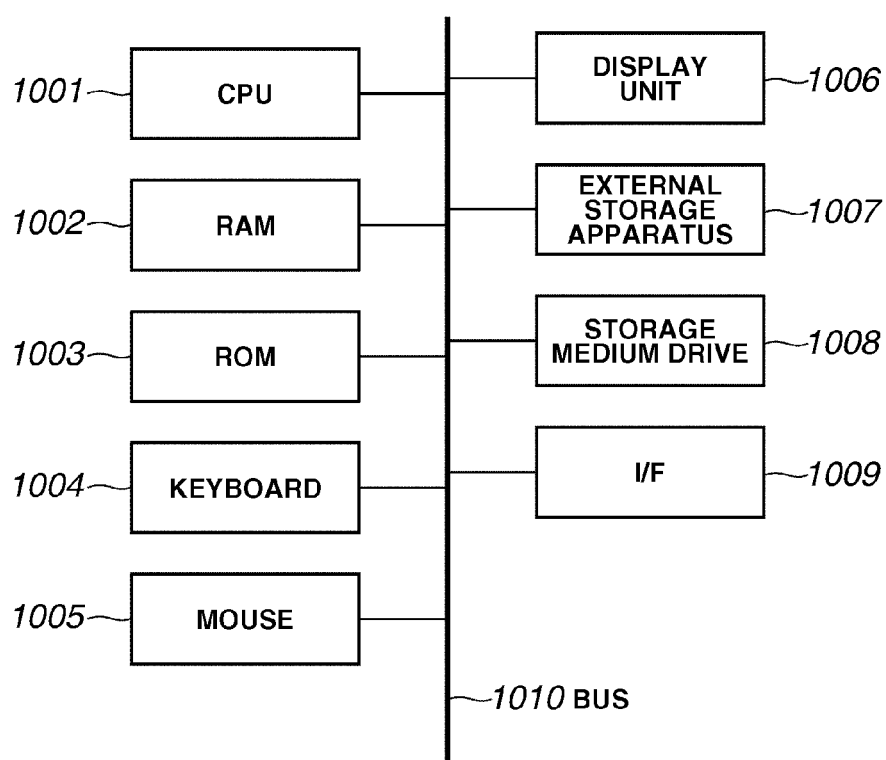 1001 CPU
1002 RAM
1003 ROM
1004 KEYBOARD
1005 MOUSE
DISPLAY
UNIT
1006
EXTERNAL
STORAGE
APPARATUS
1007
STORAGE
MEDIUM DRIVE
1008
I/F 1009
1010 BUS